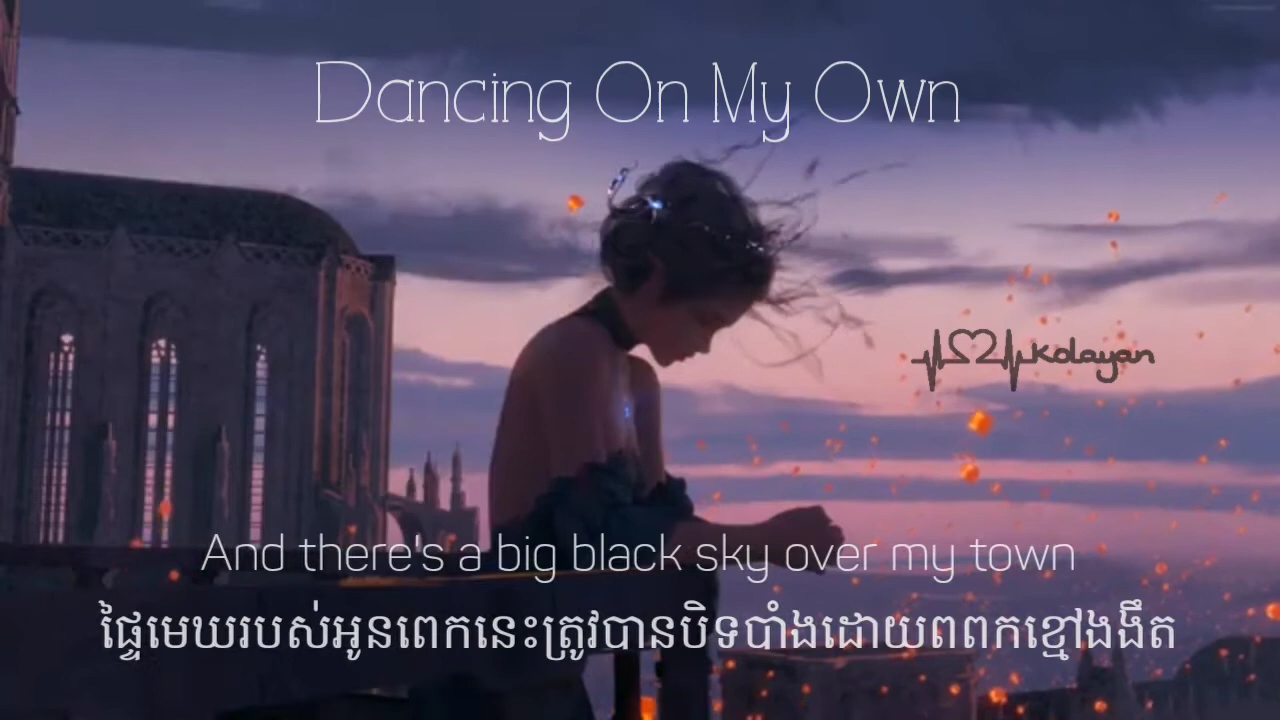 Dancing On My Own
kolayan
And there's a big black sky over my town
ផ្ទៃមេឃរបស់អូនពេកនេះត្រូវបានបិទបាំងដោយពពកខ្មៅងងឹត